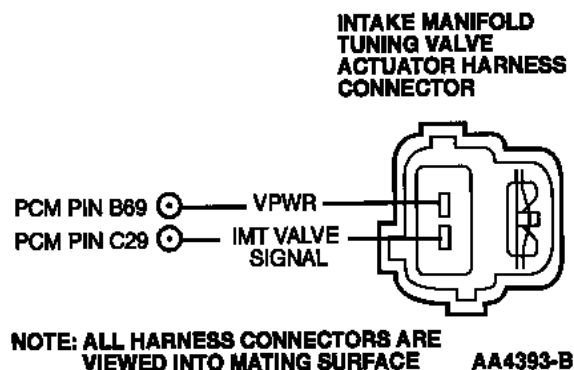 INTAKE MANIFOLD
TUNING VALVE
ACTUATOR HARNESS
CONNECTOR
PCM PIN B69
VPWR
PCM PIN C29
IMT VALVE
SIGNAL
NOTE: ALL HARNESS CONNECTORS ARE
VIEWED INTO MATING SURFACE
AA4393-B